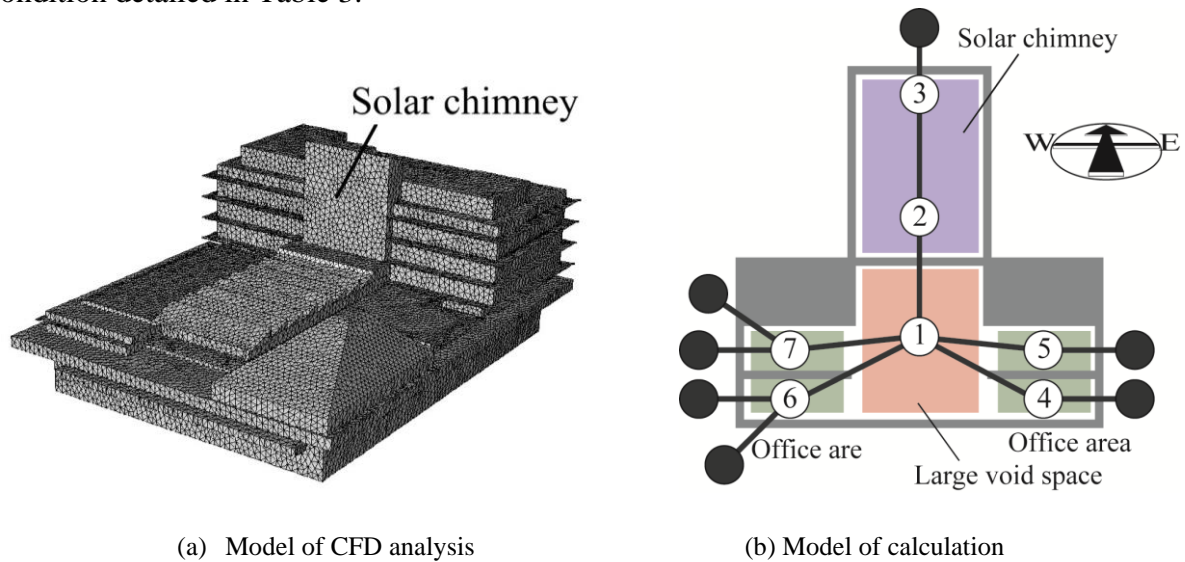 ondition detailed in Table 3.
Solar chimney
Solar chimney
3
W E
2
1
7
5
6
4
Office are
Office area
Large void space
(a) Model of CFD analysis
(b) Model of calculation